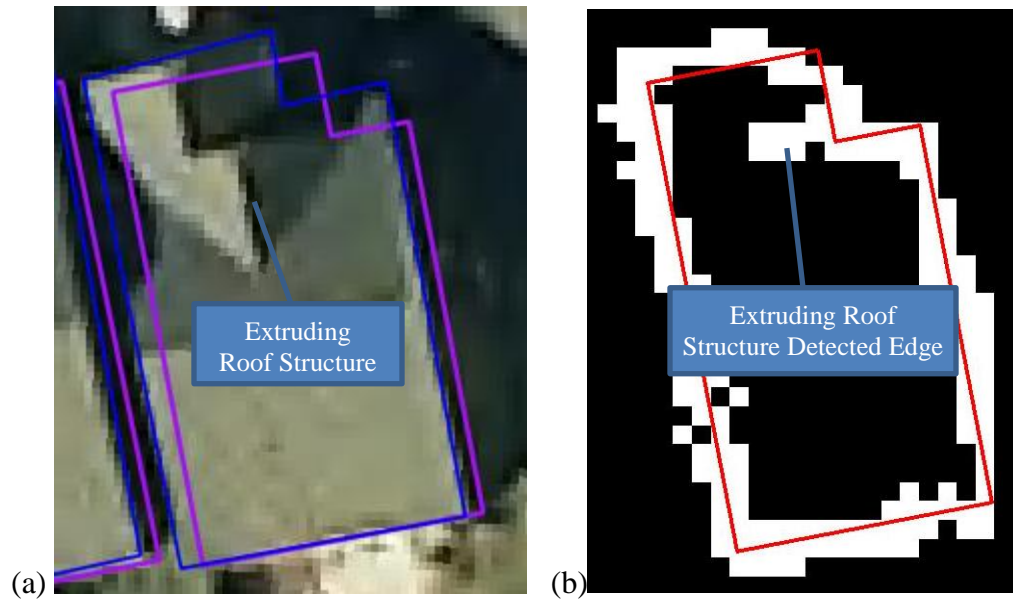 Extruding
Roof Structure
(a)
Extruding Roof
Structure Detected Edge
(b)